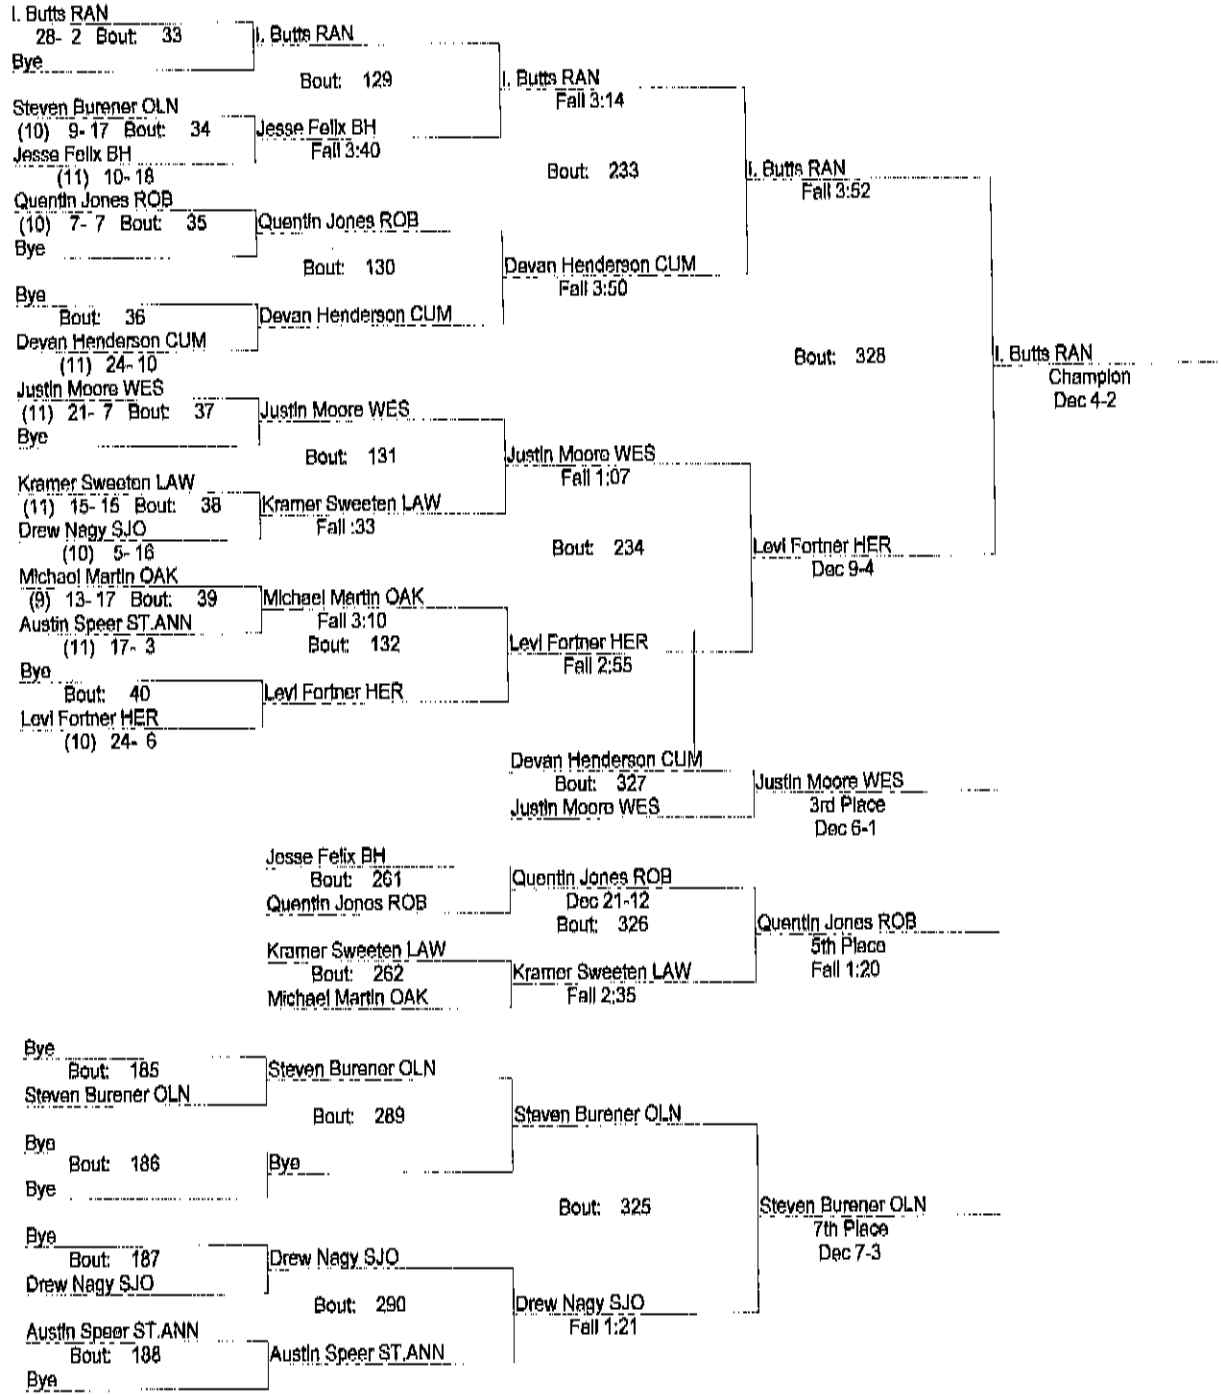 I. Butts RAN
28- 2 Bout: 33
Bye
I. Butts RAN
Bout: 129
Steven Burener OLN
(10) 9- 17 Bout: 34
Jesse Felix BH
(11) 10- 18
Jesse Felix BH
Fall 3:40
I. Butts RAN
Fall 3:14
Quentin Jones ROB
(10) 7- 7 Bout: 35
Bye
Quentin Jones ROB
Bout: 130
Bye
Bout: 36
Devan Henderson CUM
(11) 24- 10
Devan Henderson CUM
Devan Henderson CUM
Fall 3:50
Bout: 233
I. Butts RAN
Fall 3:52
Justin Moore WES
(11) 21- 7 Bout: 37
Bye
Justin Moore WES
Bout: 131
Kramer Sweeten LAW
(11) 15- 15 Bout: 38
Drew Nagy SJO
(10) 5- 16
Kramer Sweeten LAW
Fall :33
Justin Moore WES
Fall 1:07
Michael Martin OAK
(9) 13- 17 Bout: 39
Austin Speer ST.ANN
(11) 17- 3
Michael Martin OAK
Fall 3:10
Bout: 132
Bye
Bout: 40
Levi Fortner HER
(10) 24- 6
Levi Fortner HER
Levi Fortner HER
Fall 2:55
Bout: 234
Levi Fortner HER
Dec 9-4
Bout: 328
I. Butts RAN
Champion
Dec 4-2
Devan Henderson CUM
Bout: 327
Justin Moore WES
Justin Moore WES
3rd Place
Dec 6-1
Jesse Felix BH
Bout: 261
Quentin Jones ROB
Quentin Jones ROB
Dec 21-12
Bout: 326
Kramer Sweeten LAW
Bout: 262
Michael Martin OAK
Kramer Sweeten LAW
Fall 2:35
Quentin Jones ROB
5th Place
Fall 1:20
Bye
Bout: 185
Steven Burener OLN
Steven Burener OLN
Bout: 289
Bye
Bout: 186
Bye
Bye
Steven Burener OLN
Bout: 325
Bye
Bout: 187
Drew Nagy SJO
Drew Nagy SJO
Bout: 290
Austin Speer ST.ANN
Bout: 188
Bye
Austin Speer ST.ANN
Drew Nagy SJO
Fall 1:21
Steven Burener OLN
7th Place
Dec 7-3